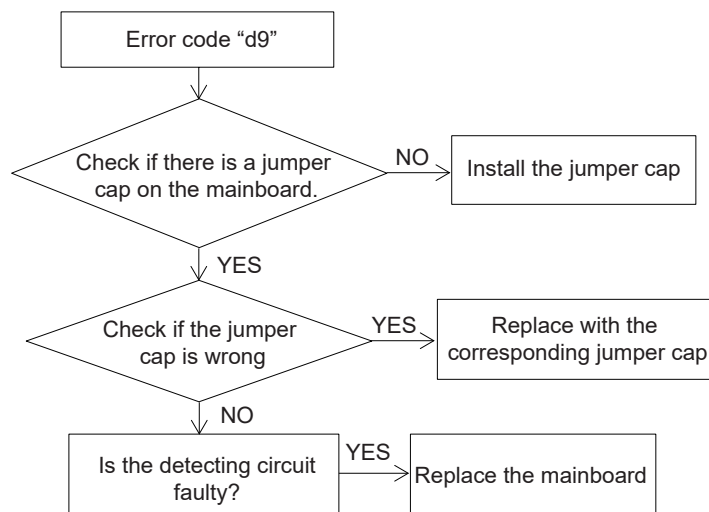 Error code “d9”
Check if there is a jumper
cap on the mainboard.
NO
Install the jumper cap
YES
Check if the jumper
cap is wrong
YES
Replace with the
corresponding jumper cap
NO
Is the detecting circuit
faulty?
YES
Replace the mainboard